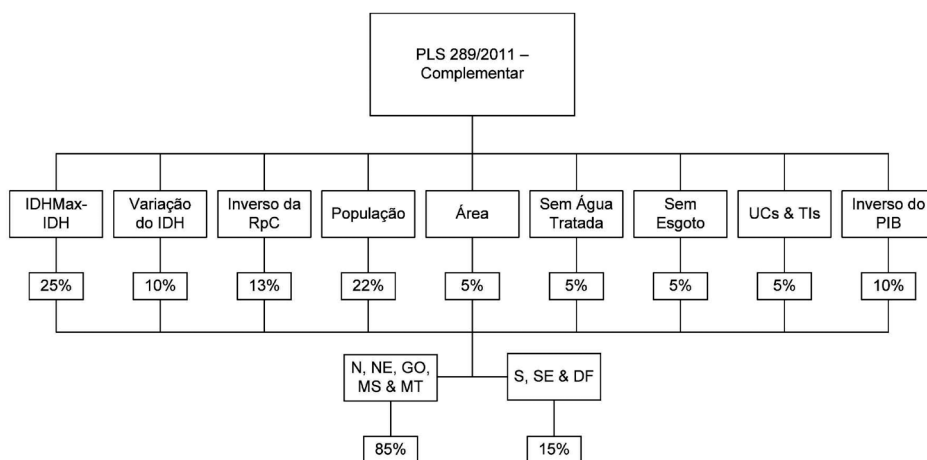 PLS 289/2011 –
Complementar
IDHMax-
IDH
Variação
do IDH
Inverso da
RpC
População
Área
Sem Água
Tratada
Sem
Esgoto
UCs & TIs
Inverso do
PIB
25%
10%
13%
22%
5%
5%
5%
5%
10%
N, NE, GO,
MS & MT
S, SE & DF
85%
15%